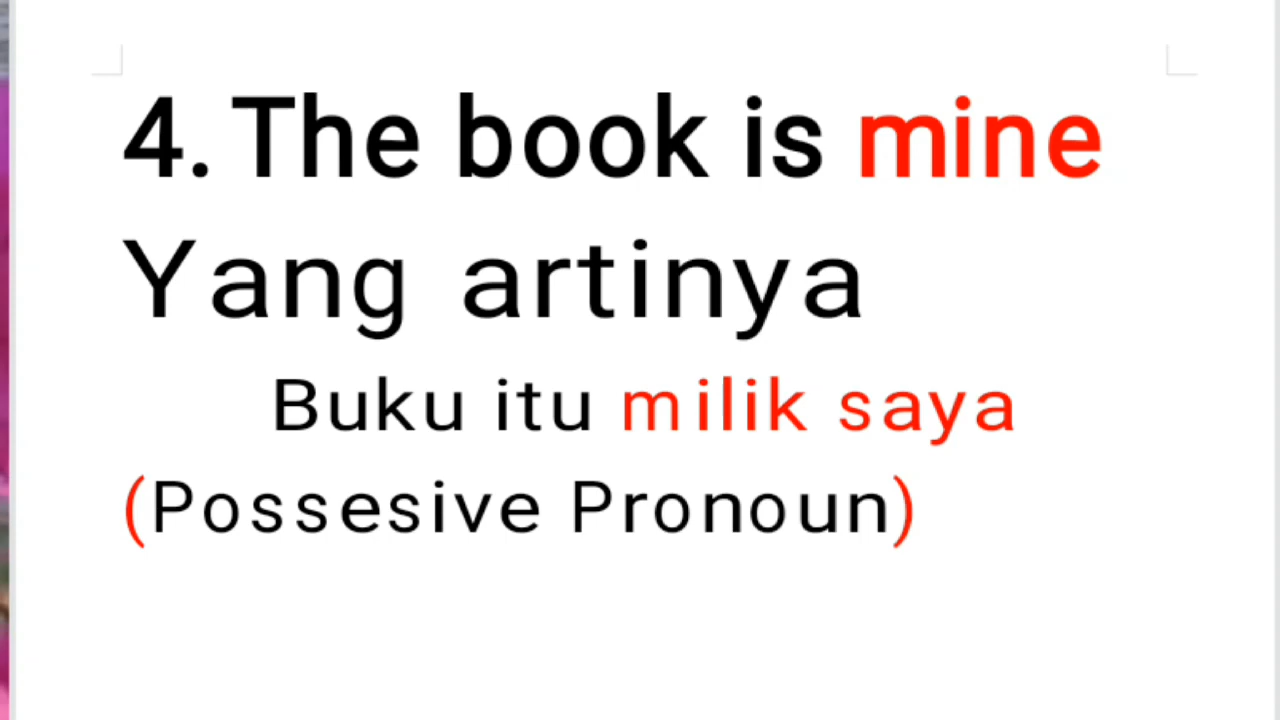 4. The book is mine
Yang artinya
Buku itu milik saya
(Possesive Pronoun)